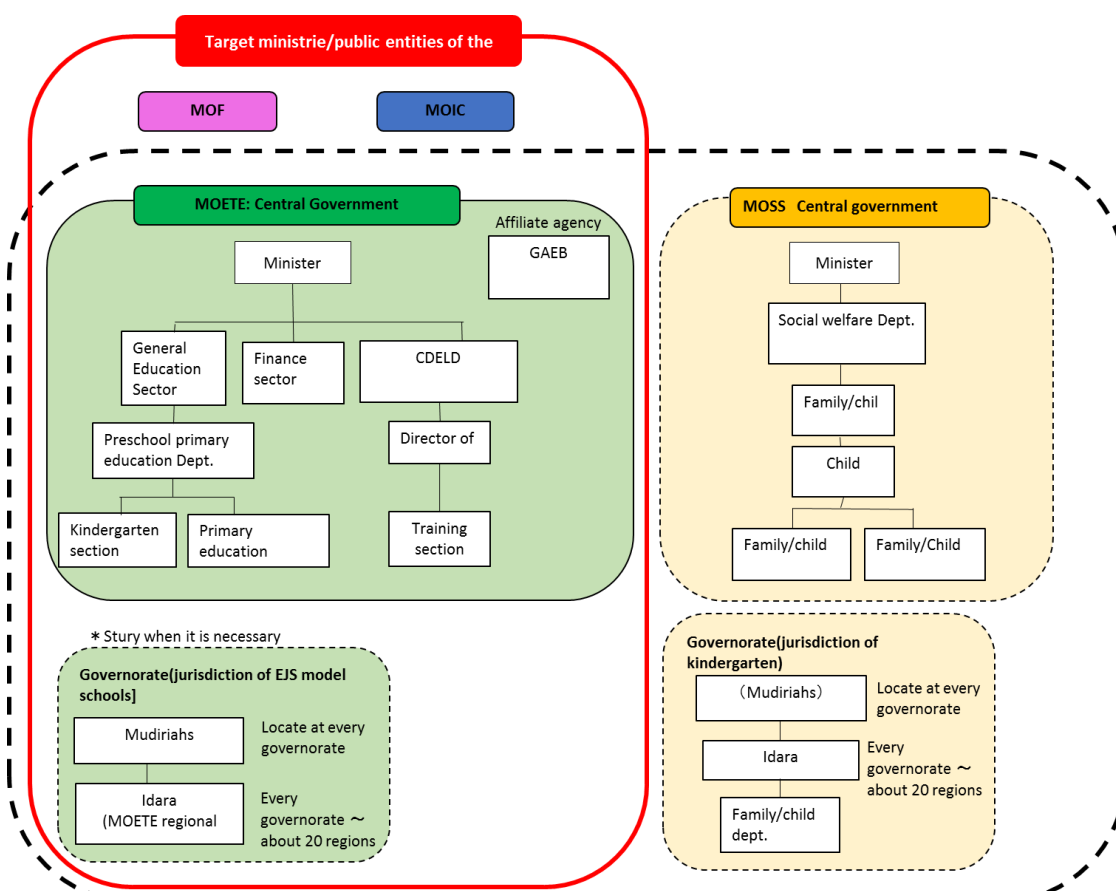 Target ministrie/public entities of the
MOF
MOIC
MOETE: Central Government
Affiliate agency
GAEB
Minister
General
Education
Sector
Finance
sector
CDELD
Preschool primary
education Dept.
Director of
Kindergarten
section
Primary
education
Training
section
MOSS Central government
Minister
Social welfare Dept.
Family/chil
Child
Family/child
Family/Child
* Stury when it is necessary
Governorate(jurisdiction of EJS model
schools]
Mudiriahs
Locate at every
governorate
Idara
(MOETE regional
Every
governorate ~
about 20 regions
Governorate(jurisdiction of
kindergarten)
(Mudiriahs)
Locate at every
governorate
Idara
Every
governorate ~
about 20 regions
Family/child
dept.